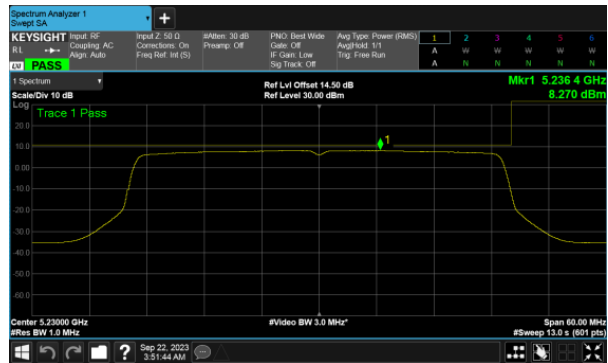 Spectrum Analyzer 1
Swept SA
+
KEYSIGHT
RL
LXI PASS
Input: RF
Coupling: AC
Align: Auto
Input Z: 50 Ω
Corrections: On
Freq Ref: Int (S)
#Atten: 30 dB
Preamp: Off
PNO: Best Wide
Gate: Off
IF Gain: Low
Sig Track: Off
Avg Type: Power (RMS)
Avg|Hold: 1/1
Trig: Free Run
1 2 3 4 5 6
A W W W W W
A N N N N N
1 Spectrum
Scale/Div 10 dB
Ref Lvl Offset 14.50 dB
Ref Level 30.00 dBm
Mkr1 5.236 4 GHz
8.270 dBm
Log
Trace 1 Pass
20.0
10.0
1
0.00
-10.0
-20.0
-30.0
-40.0
-50.0
-60.0
Center 5.23000 GHz
#Res BW 1.0 MHz
#Video BW 3.0 MHz*
Span 60.00 MHz
#Sweep 13.0 s (601 pts)
?
Sep 22, 2023
3:51:44 AM